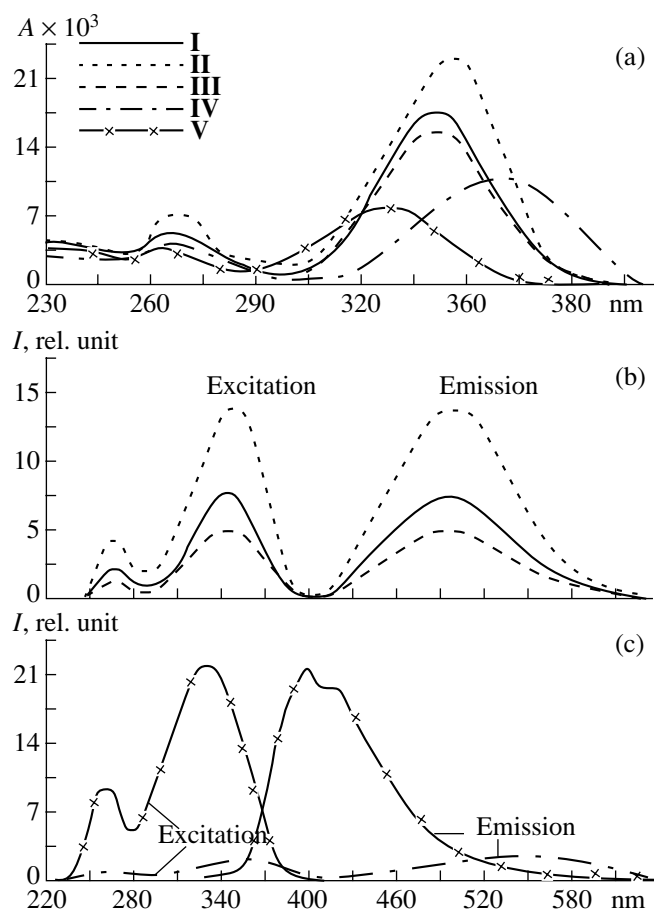 A × 10³
I
II
III
IV
V
(a)
21
14
7
0
230 260 290 320 360 380 nm
I, rel. unit
(b)
Excitation Emission
15
10
5
0
I, rel. unit
(c)
21
14
7
0
Excitation Emission
220 280 340 400 460 520 580 nm